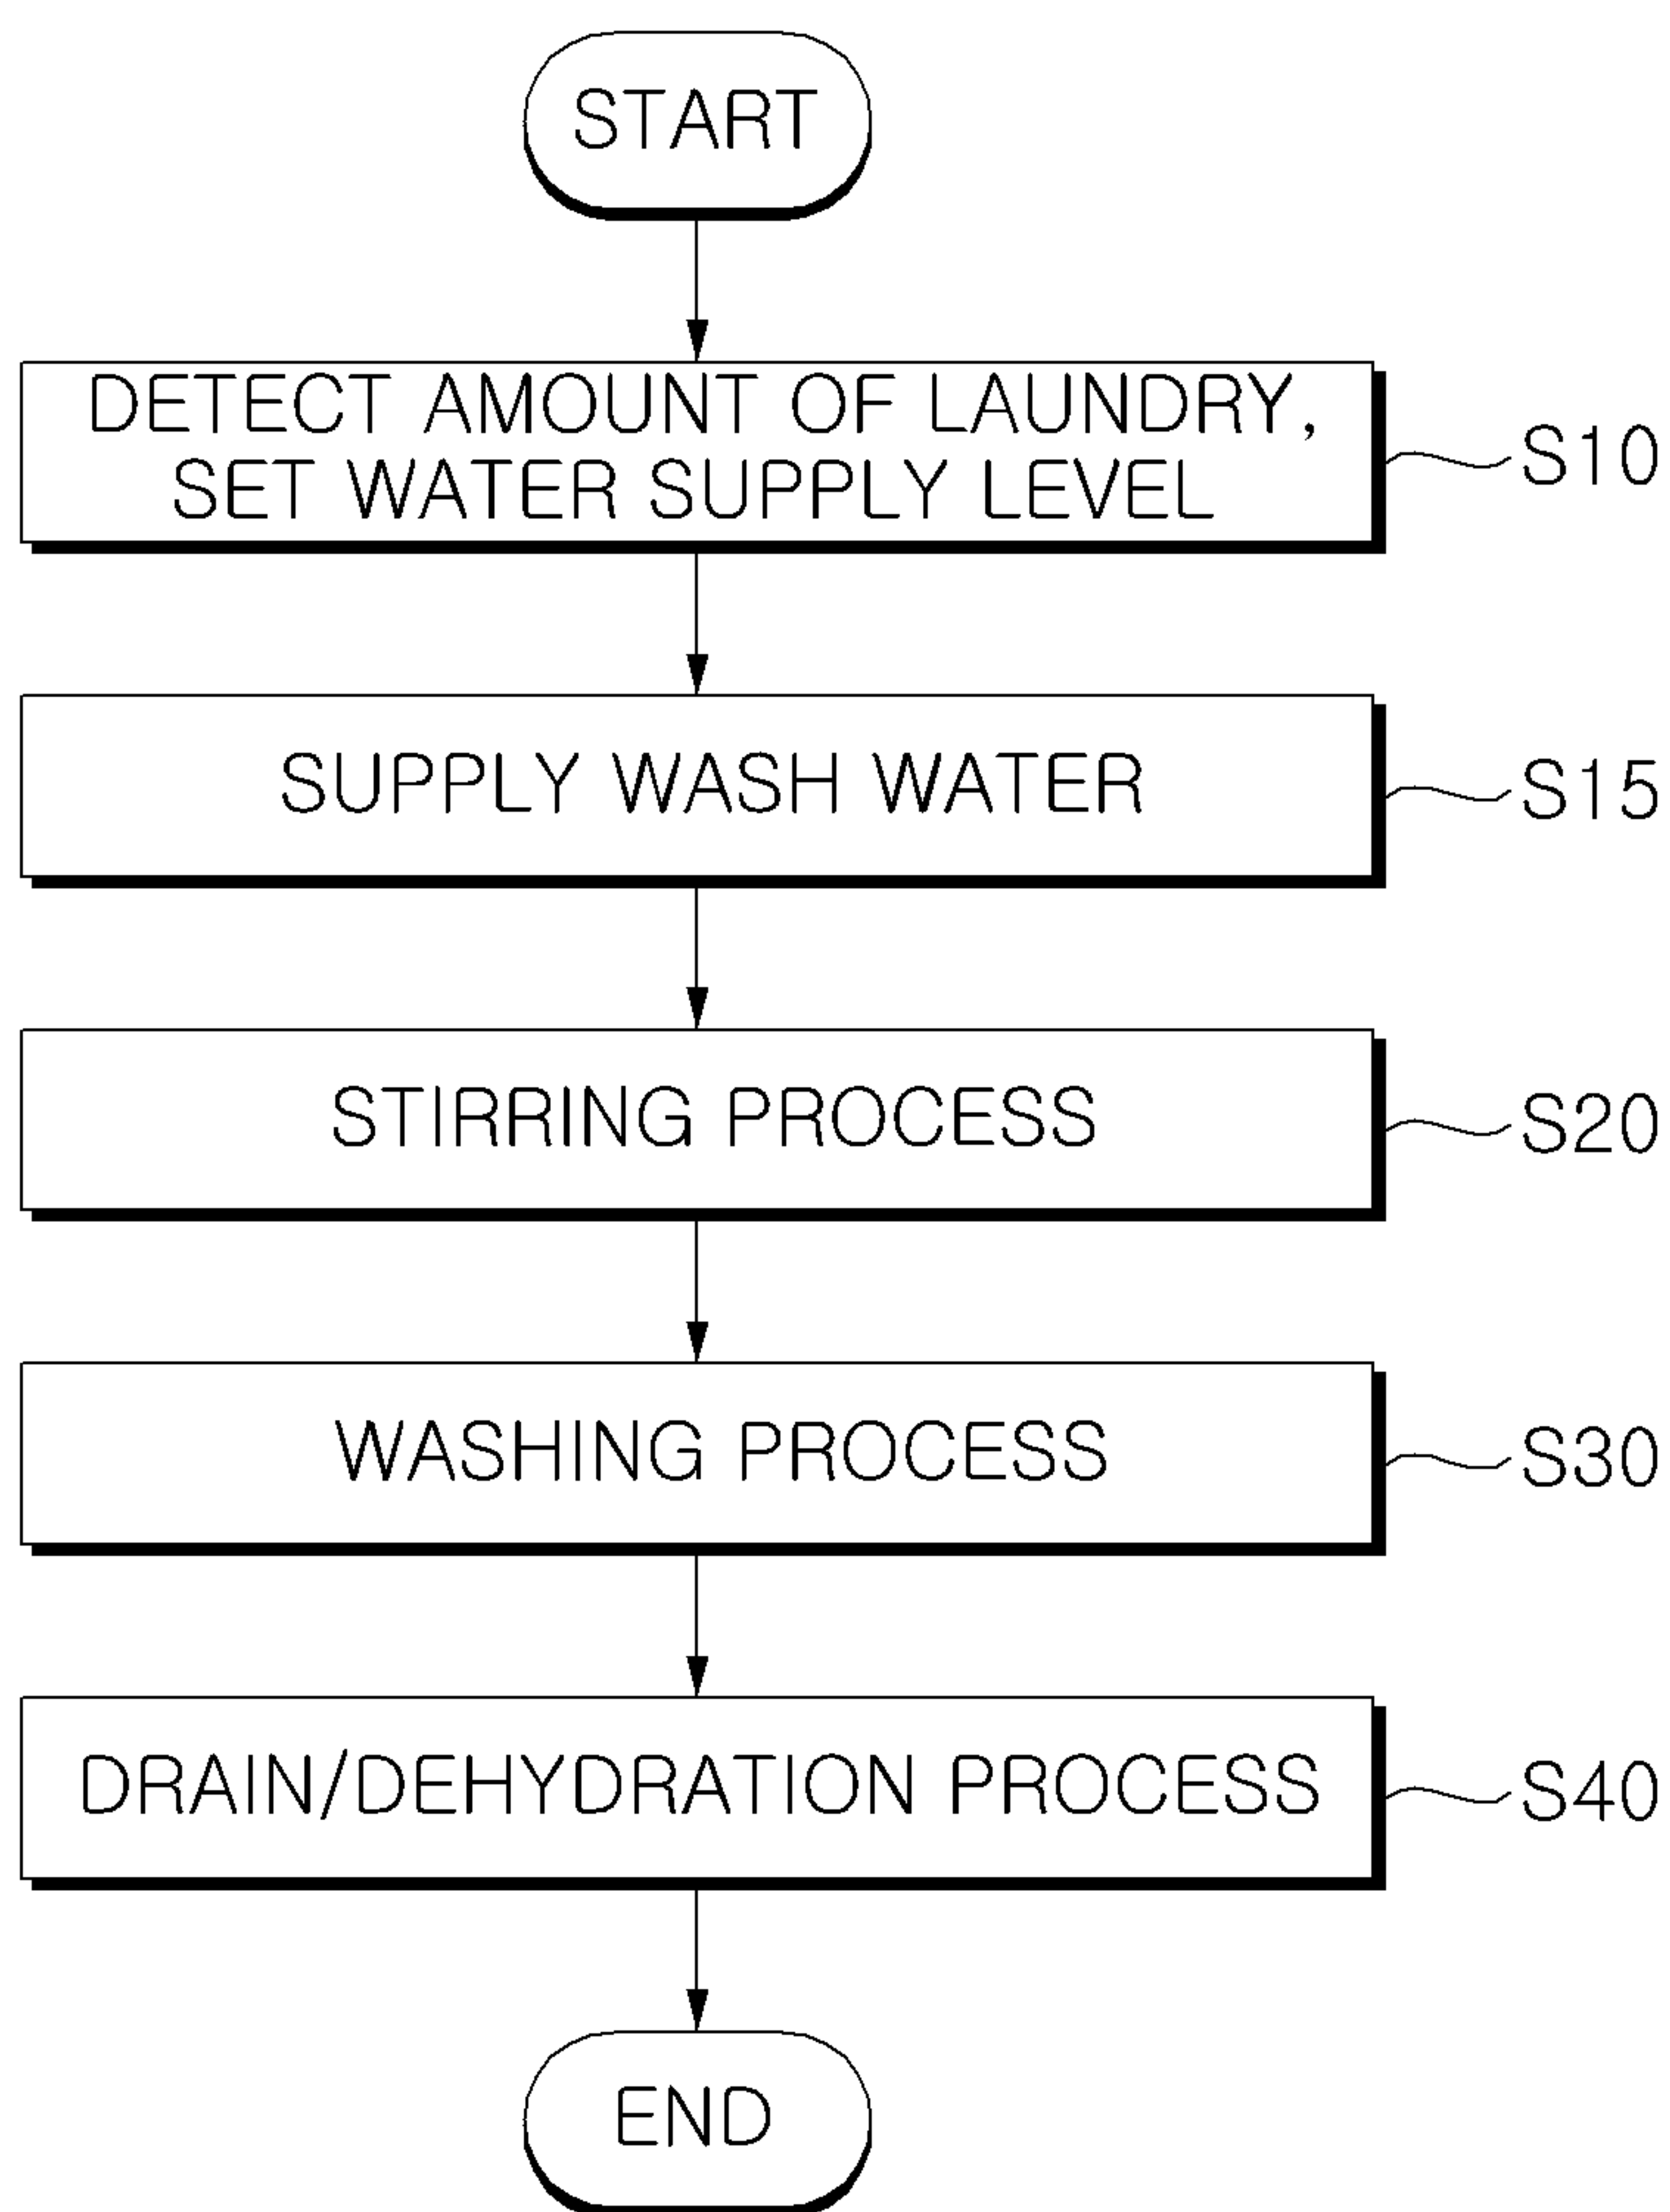 START
DETECT AMOUNT OF LAUNDRY,
SET WATER SUPPLY LEVEL
S10
SUPPLY WASH WATER
S15
STIRRING PROCESS
S20
WASHING PROCESS
S30
DRAIN/DEHYDRATION PROCESS
S40
END